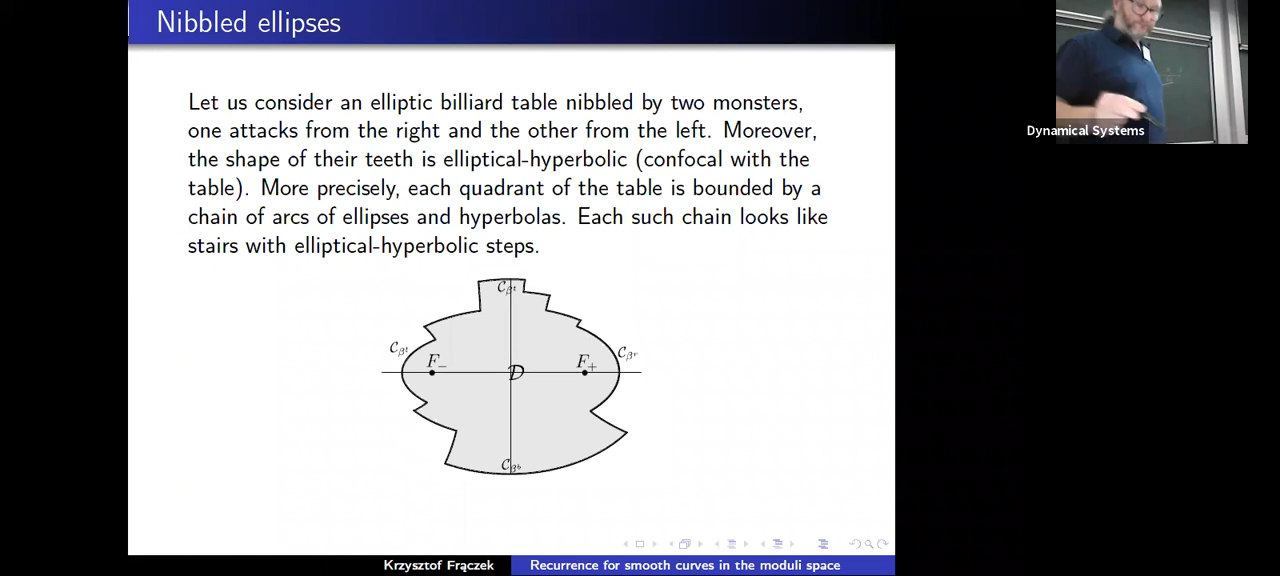 Nibbled ellipses
Let us consider an elliptic billiard table nibbled by two monsters,
one attacks from the right and the other from the left. Moreover,
the shape of their teeth is elliptical-hyperbolic (confocal with the
table). More precisely, each quadrant of the table is bounded by a
chain of arcs of ellipses and hyperbolas. Each such chain looks like
stairs with elliptical-hyperbolic steps.
F₋
F₊
D
Krzysztof Frączek
Recurrence for smooth curves in the moduli space
Dynamical Systems